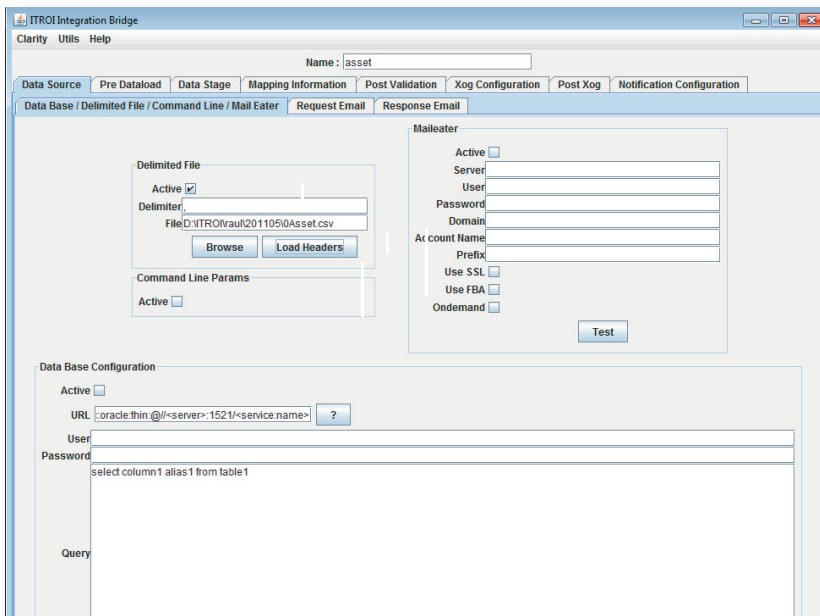 ITROI Integration Bridge
Clarity Utils Help
Name : asset
Data Source Pre Dataload Data Stage Mapping Information Post Validation Xog Configuration Post Xog Notification Configuration
Data Base / Delimited File / Command Line / Mail Eater Request Email Response Email
Delimited File
Active
Delimiter ,
File D:\ITROI\raul\201105\0Asset.csv
Browse Load Headers
Command Line Params
Active
Maileater
Active
Server
User
Password
Domain
Account Name
Prefix
Use SSL
Use FBA
Ondemand
Test
Data Base Configuration
Active
URL :oracle:thin:@//<server>:1521/<service:name> ?
User
Password
select column1 alias1 from table1
Query